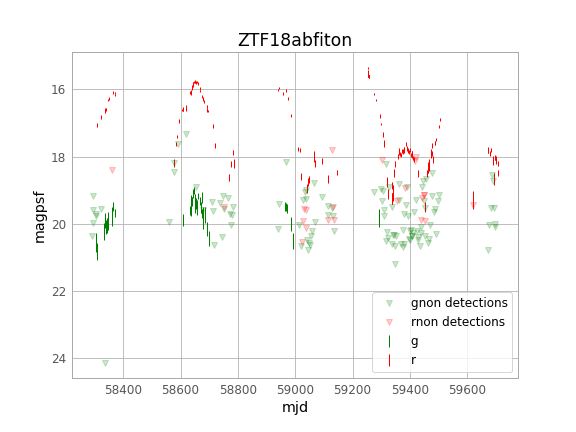 ZTF18abfiton
magpsf
16
18
20
22
24
gnon detections
rnon detections
g
r
58400 58600 58800 59000 59200 59400 59600
mjd